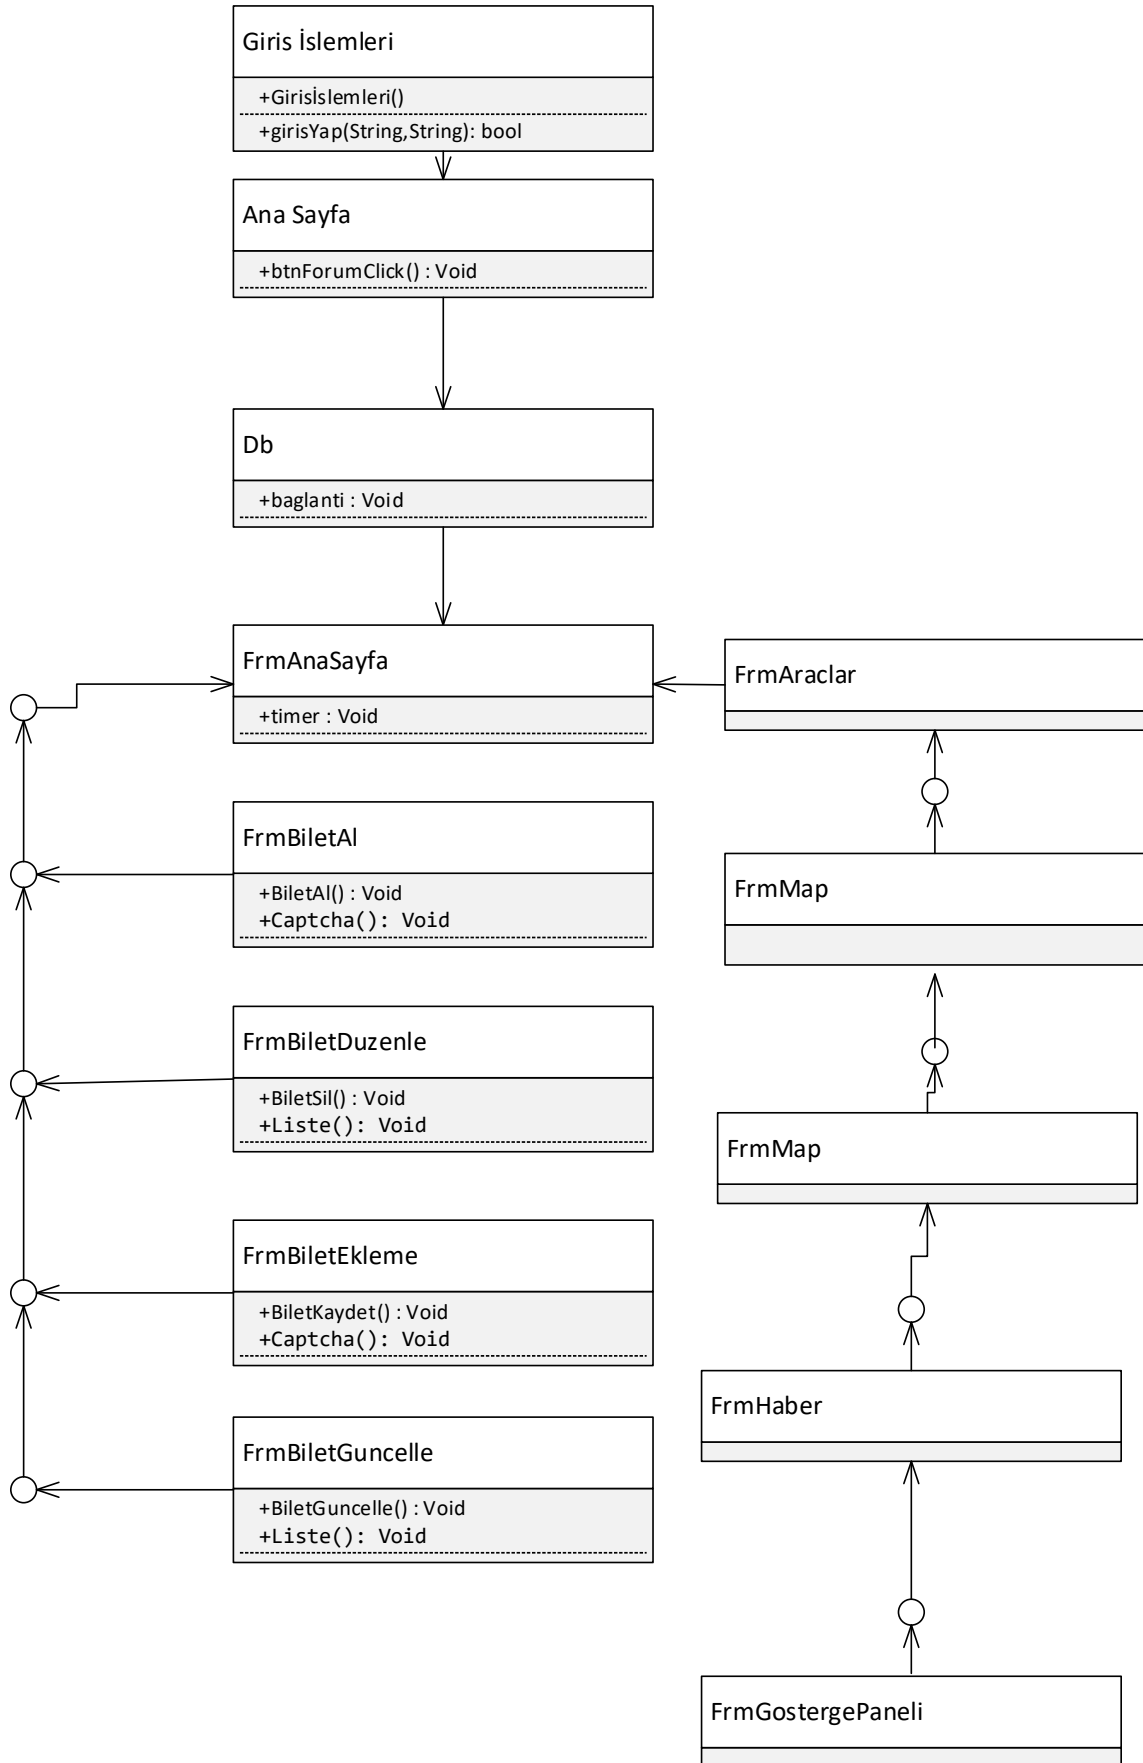 Giris İslemleri
+Girisİslemleri()
+girisYap(String,String): bool
Ana Sayfa
+btnForumClick() : Void
Db
+baglanti : Void
FrmAnaSayfa
+timer : Void
FrmAraclar
FrmBiletAl
+BiletAl() : Void
+Captcha(): Void
FrmMap
FrmBiletDuzenle
+BiletSil() : Void
+Liste(): Void
FrmMap
FrmBiletEkleme
+BiletKaydet() : Void
+Captcha(): Void
FrmHaber
FrmBiletGuncelle
+BiletGuncelle() : Void
+Liste(): Void
FrmGostergePaneli